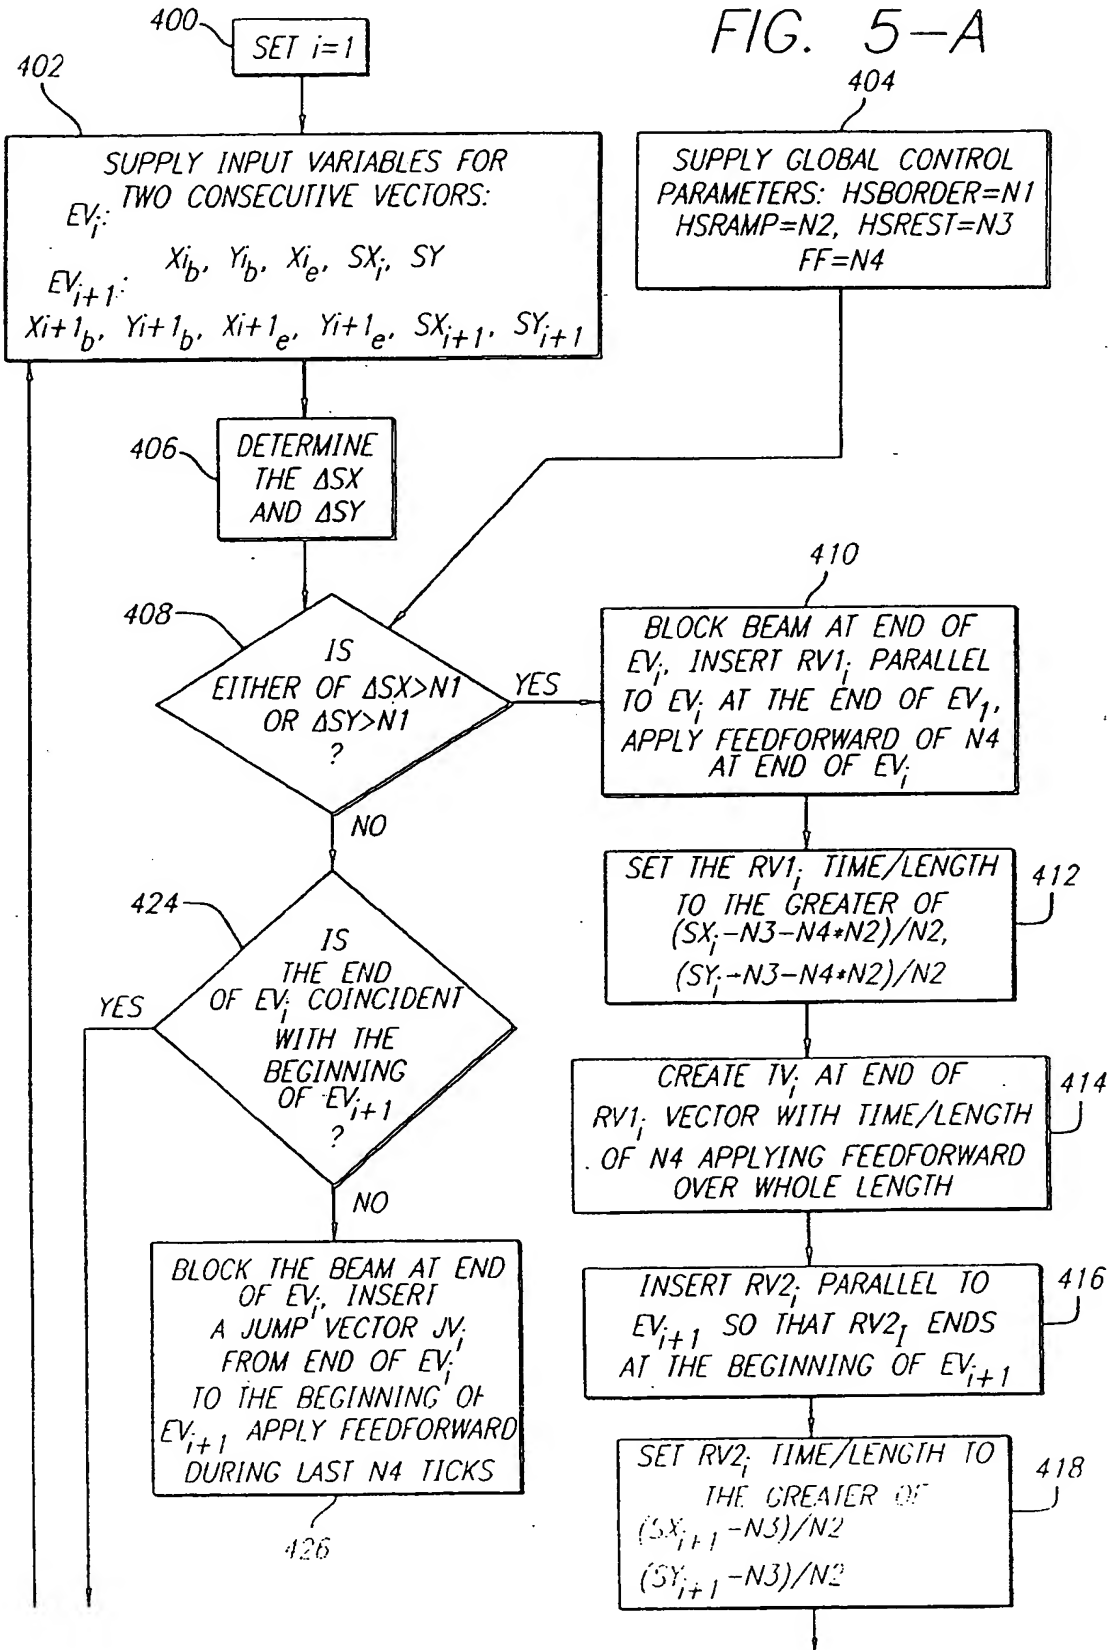 FIG. 5-A
400
SET i=1
402
SUPPLY INPUT VARIABLES FOR
TWO CONSECUTIVE VECTORS:
EVi:
Xib, Yib, Xie, SXi, SY
EVi+1:
Xi+1b, Yi+1b, Xi+1e, Yi+1e, SXi+1, SYi+1
404
SUPPLY GLOBAL CONTROL
PARAMETERS: HSBORDER=N1
HSRAMP=N2, HSREST=N3
FF=N4
406
DETERMINE
THE ΔSX
AND ΔSY
408
IS
EITHER OF ΔSX>N1
OR ΔSY>N1
?
YES
NO
410
BLOCK BEAM AT END OF
EVi, INSERT RV1i PARALLEL
TO EVi AT THE END OF EV1,
APPLY FEEDFORWARD OF N4
AT END OF EVi
412
SET THE RV1i TIME/LENGTH
TO THE GREATER OF
(SXi-N3-N4*N2)/N2,
(SYi-N3-N4*N2)/N2
414
CREATE TVi AT END OF
RV1i VECTOR WITH TIME/LENGTH
OF N4 APPLYING FEEDFORWARD
OVER WHOLE LENGTH
416
INSERT RV2i PARALLEL TO
EVi+1 SO THAT RV2I ENDS
AT THE BEGINNING OF EVi+1
418
SET RV2i TIME/LENGTH TO
THE GREATER OF
(SXi+1-N3)/N2
(SYi+1-N3)/N2
424
IS
THE END
OF EVi COINCIDENT
WITH THE
BEGINNING
OF EVi+1
?
YES
NO
BLOCK THE BEAM AT END
OF EVi, INSERT
A JUMP VECTOR JVi
FROM END OF EVi
TO THE BEGINNING OF
EVi+1 APPLY FEEDFORWARD
DURING LAST N4 TICKS
426